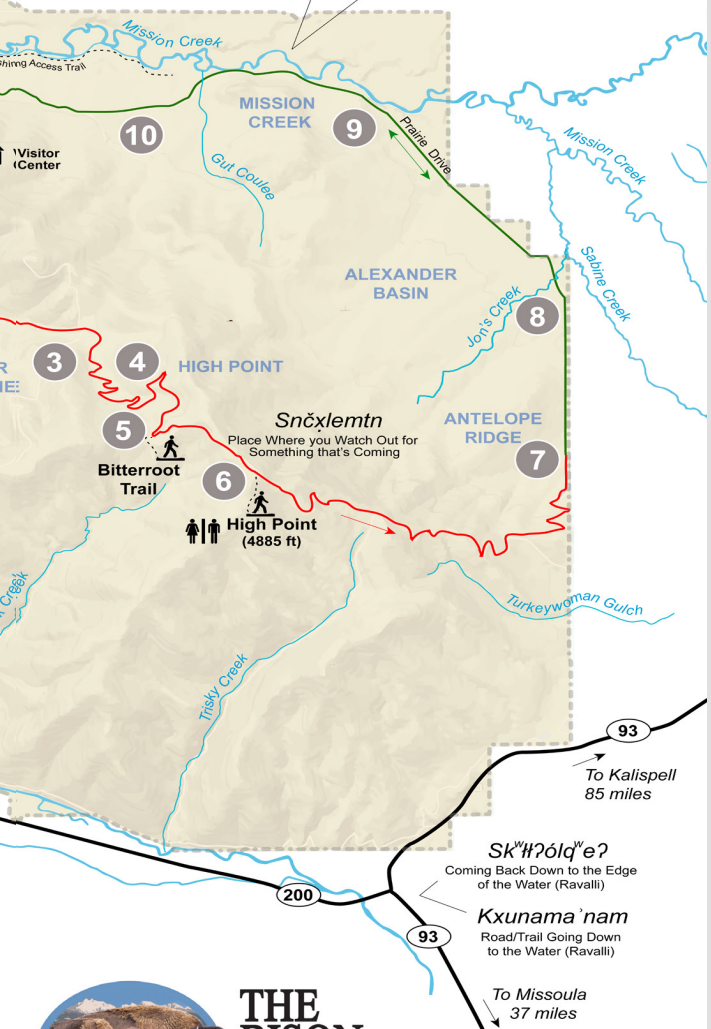 Mission Creek
Fishing Access Trail
MISSION
CREEK
9
Prairie Drive
10
Visitor
Center
Gut Coulee
Mission Creek
Sabine Creek
ALEXANDER
BASIN
Jon's Creek
8
3
4
HIGH POINT
5
Snčx̣lemtn
Place Where you Watch Out for
Something that's Coming
ANTELOPE
RIDGE
7
Bitterroot
Trail
6
High Point
(4885 ft)
Creek
Turkeywoman Gulch
Trisky Creek
93
To Kalispell
85 miles
Coming Back Down to the Edge
of the Water (Ravalli)
200
Kxunamaʾnam
93
Road/Trail Going Down
to the Water (Ravalli)
To Missoula
37 miles
THE
BISON